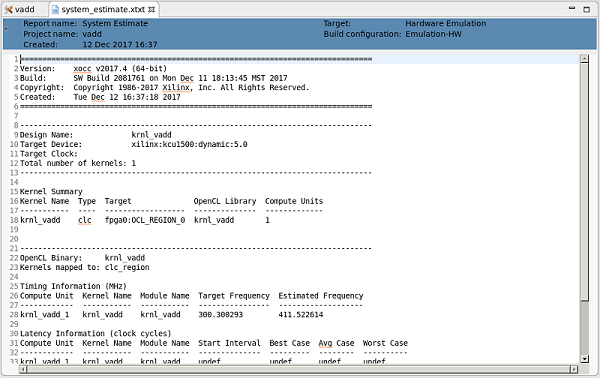 vadd system_estimate.xtxt
Report name: System Estimate Target: Hardware Emulation
Project name: vadd Build configuration: Emulation-HW
Created: 12 Dec 2017 16:37
1 ================================================================================
2 Version: xocc v2017.4 (64-bit)
3 Build: SW Build 2081761 on Mon Dec 11 18:13:45 MST 2017
4 Copyright: Copyright 1986-2017 Xilinx, Inc. All Rights Reserved.
5 Created: Tue Dec 12 16:37:18 2017
6 ================================================================================
7
8 --------------------------------------------------------------------------------
9 Design Name: krnl_vadd
10 Target Device: xilinx:kcu1500:dynamic:5.0
11 Target Clock:
12 Total number of kernels: 1
13 --------------------------------------------------------------------------------
14
15 Kernel Summary
16 Kernel Name Type Target OpenCL Library Compute Units
17 ----------- ---- ------------------ -------------- -------------
18 krnl_vadd clc fpga0:OCL_REGION_0 krnl_vadd 1
19
20
21 --------------------------------------------------------------------------------
22 OpenCL Binary: krnl_vadd
23 Kernels mapped to: clc_region
24
25 Timing Information (MHz)
26 Compute Unit Kernel Name Module Name Target Frequency Estimated Frequency
27 ------------ ----------- ----------- ---------------- -------------------
28 krnl_vadd_1 krnl_vadd krnl_vadd 300.300293 411.522614
29
30 Latency Information (clock cycles)
31 Compute Unit Kernel Name Module Name Start Interval Best Case Avg Case Worst Case
32 ------------ ----------- ----------- -------------- --------- -------- ----------
33 krnl_vadd_1 krnl_vadd krnl_vadd undef undef undef undef